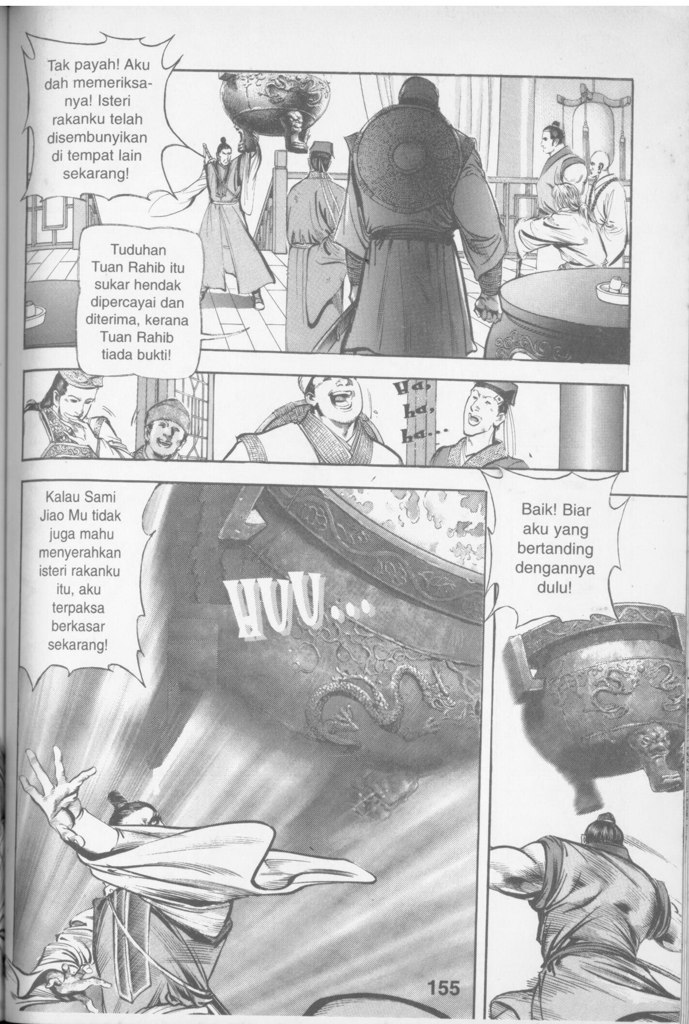 Tak payah! Aku
dah memeriksa-
nya! Isteri
rakanku telah
disembunyikan
di tempat lain
sekarang!
Tuduhan
Tuan Rahib itu
sukar hendak
dipercayai dan
diterima, kerana
Tuan Rahib
tiada bukti!
Ha,
ha,
ha...
Kalau Sami
Jiao Mu tidak
juga mahu
menyerahkan
isteri rakanku
itu, aku
terpaksa
berkasar
sekarang!
HUU...
Baik! Biar
aku yang
bertanding
dengannya
dulu!
155